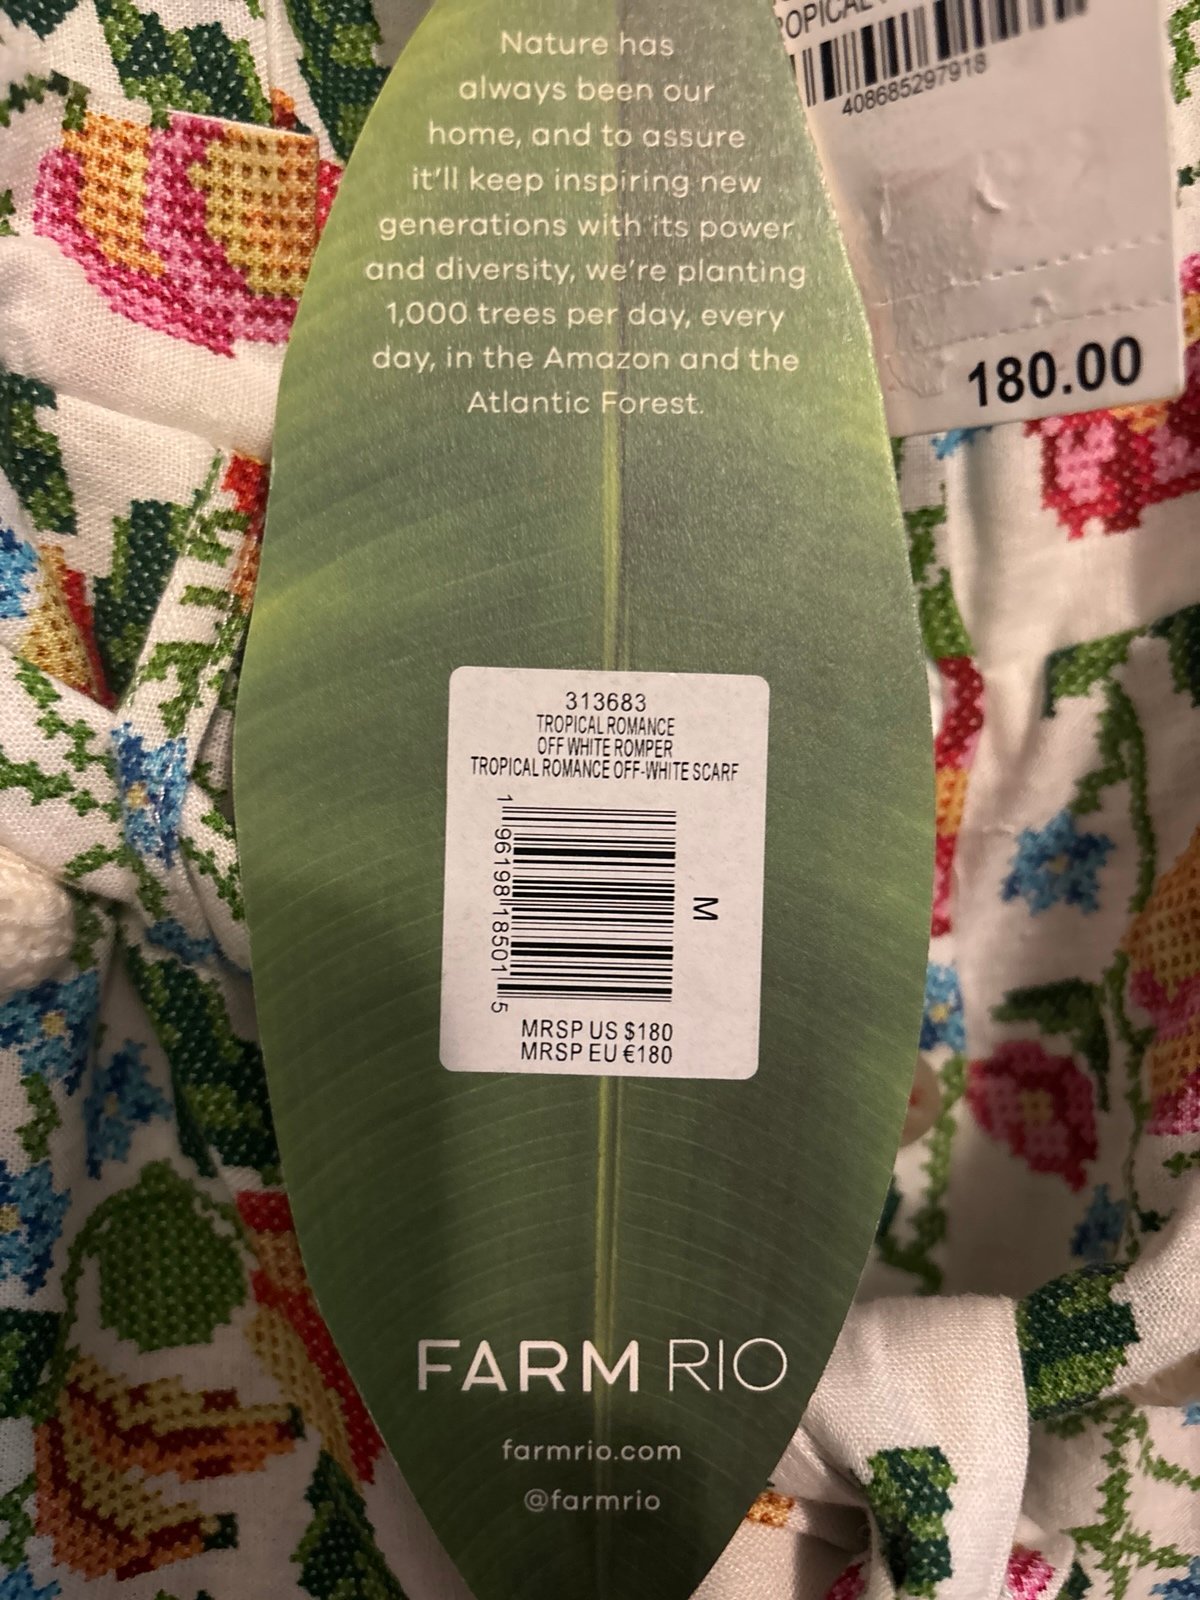 Nature has
always been our
home, and to assure
it'll keep inspiring new
generations with its power
and diversity, we're planting
1,000 trees per day, every
day, in the Amazon and the
Atlantic Forest.
408685297918
180.00
313683
TROPICAL ROMANCE
OFF WHITE ROMPER
TROPICAL ROMANCE OFF-WHITE SCARF
1 96198 18501 5
M
MRSP US $180
MRSP EU €180
FARM RIO
farmrio.com
@farmrio